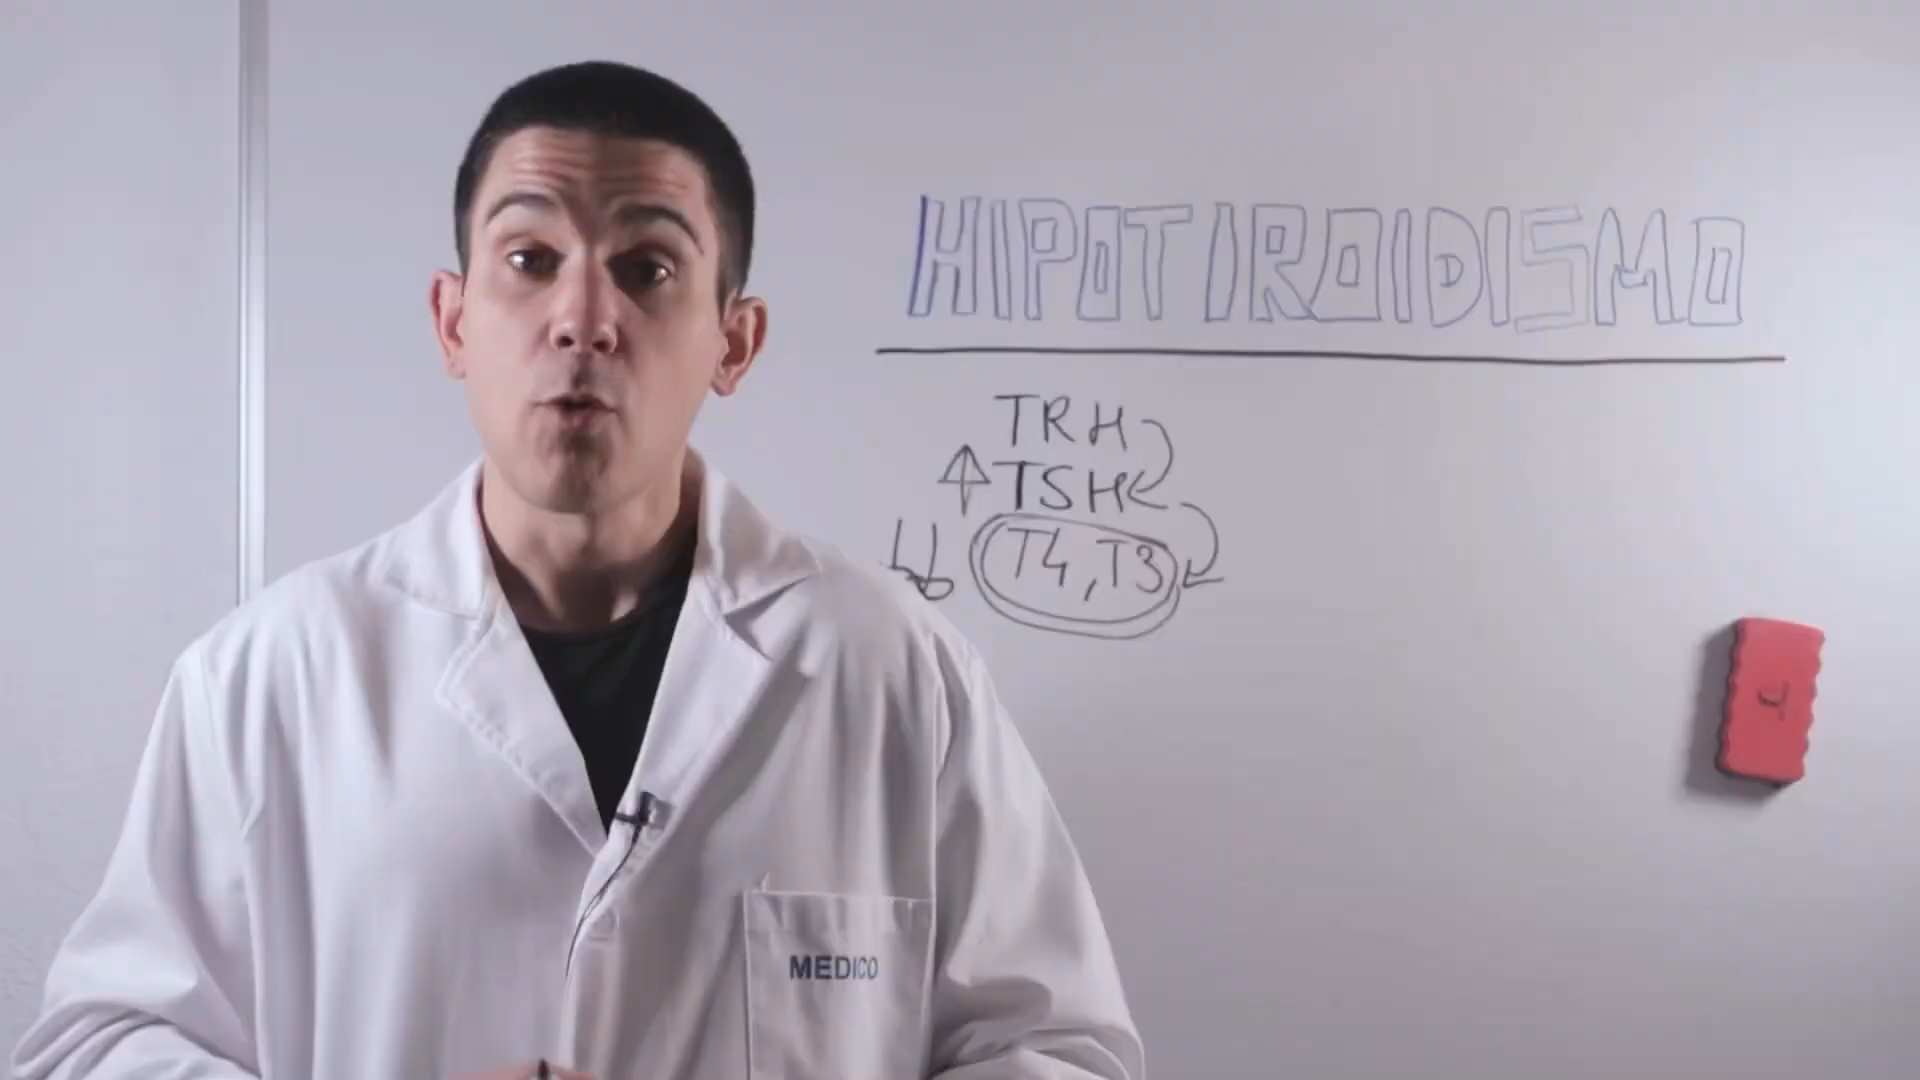 HIPOTIROIDISMO
TRH
↑TSH
T4, T3
MEDICO